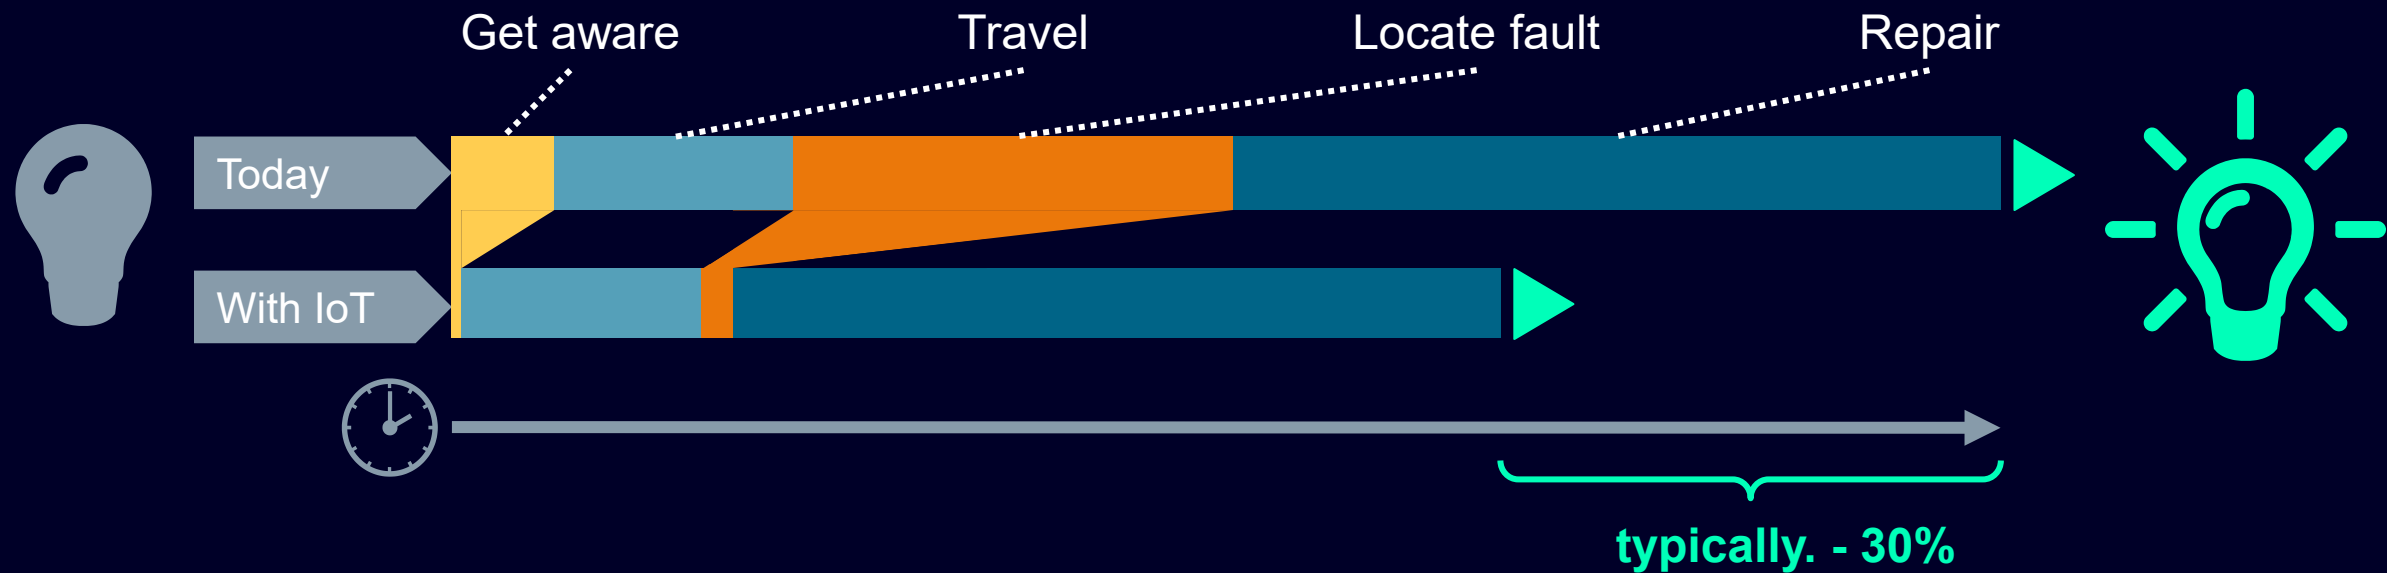 Get aware
Travel
Locate fault
Repair
Today
With IoT
typically. - 30%